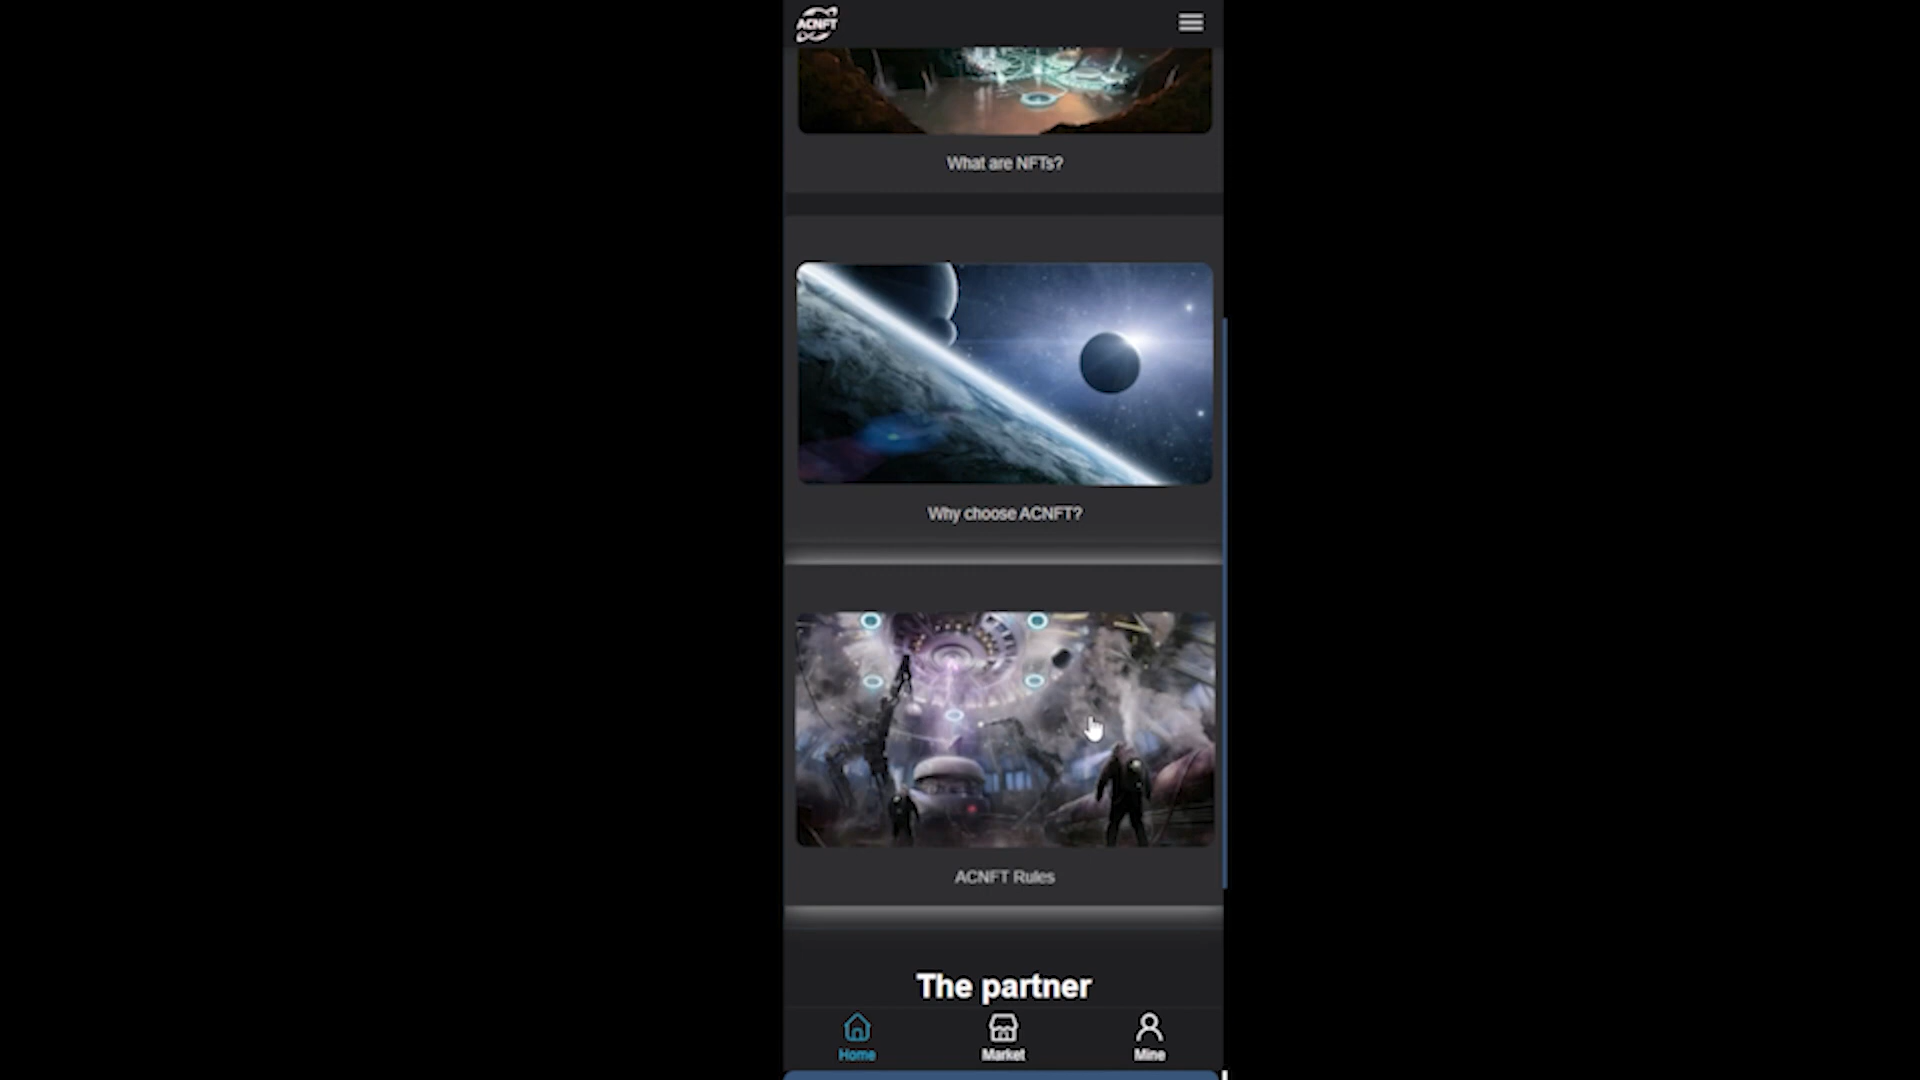 ACNFT
What are NFTs?
Why choose ACNFT?
ACNFT Rules
The partner
Home
Market
Mine